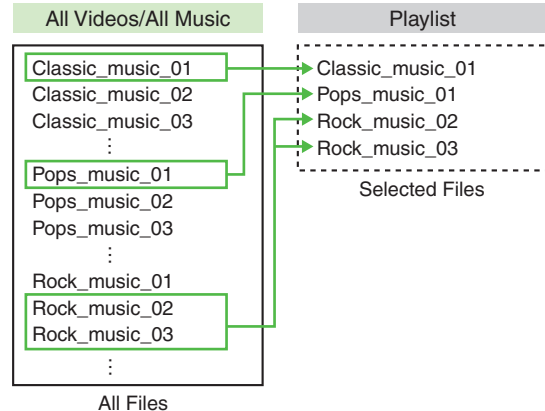 All Videos/All Music
Classic_music_01
Classic_music_02
Classic_music_03
⋮
Pops_music_01
Pops_music_02
Pops_music_03
⋮
Rock_music_01
Rock_music_02
Rock_music_03
⋮
All Files
Playlist
Classic_music_01
Pops_music_01
Rock_music_02
Rock_music_03
Selected Files